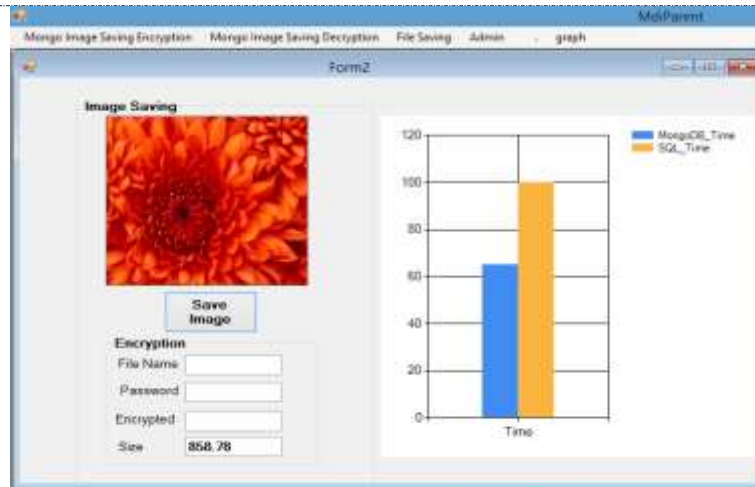 MdiParent
Mongo Image Saving Encryption Mongo Image Saving Decryption File Saving Admin . graph
Form2
Image Saving
Save
Image
Encryption
File Name
Password
Encrypted
Size 858.78
120
100
80
60
40
20
0
Time
MongoDB_Time
SQL_Time